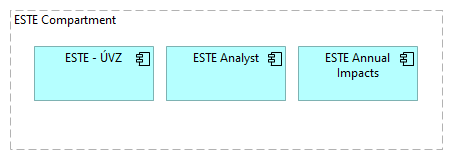 ESTE Compartment
ESTE - ÚVZ
ESTE Analyst
ESTE Annual
Impacts